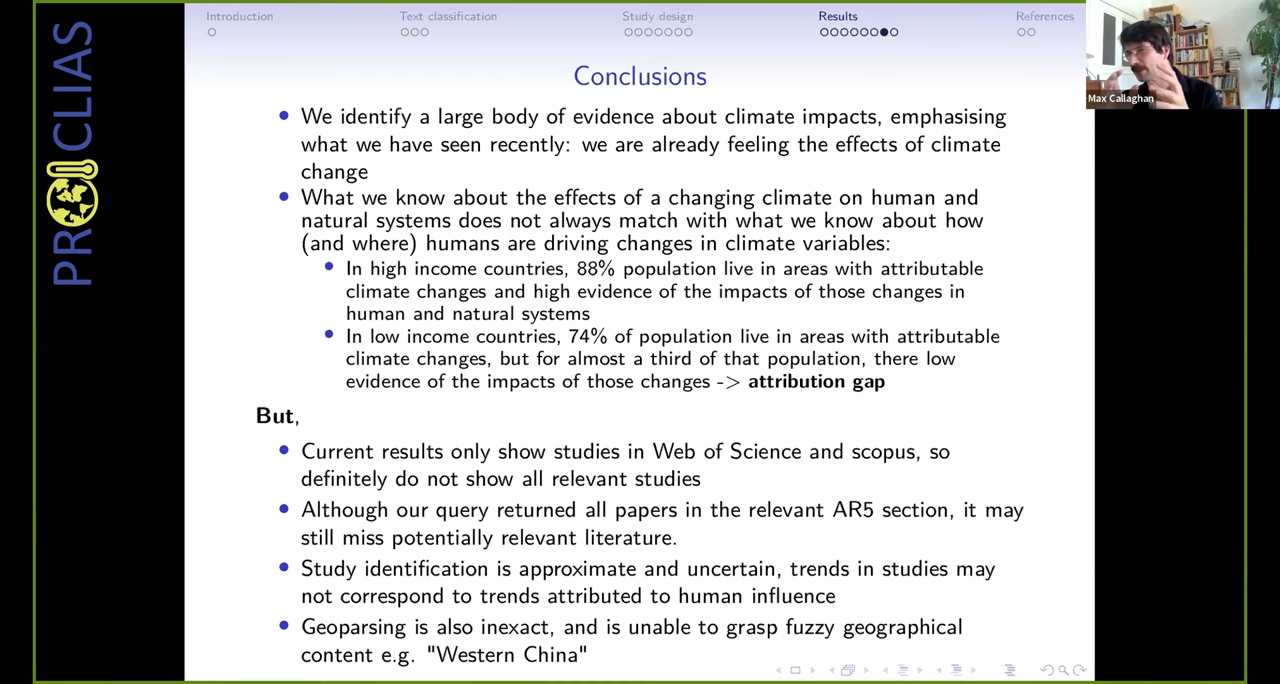 PROCLIAS
Introduction
Text classification
Study design
Results
References
Max Callaghan
Conclusions
We identify a large body of evidence about climate impacts, emphasising
what we have seen recently: we are already feeling the effects of climate
change
What we know about the effects of a changing climate on human and
natural systems does not always match with what we know about how
(and where) humans are driving changes in climate variables:
In high income countries, 88% population live in areas with attributable
climate changes and high evidence of the impacts of those changes in
human and natural systems
In low income countries, 74% of population live in areas with attributable
climate changes, but for almost a third of that population, there low
evidence of the impacts of those changes -> attribution gap
But,
Current results only show studies in Web of Science and scopus, so
definitely do not show all relevant studies
Although our query returned all papers in the relevant AR5 section, it may
still miss potentially relevant literature.
Study identification is approximate and uncertain, trends in studies may
not correspond to trends attributed to human influence
Geoparsing is also inexact, and is unable to grasp fuzzy geographical
content e.g. "Western China"